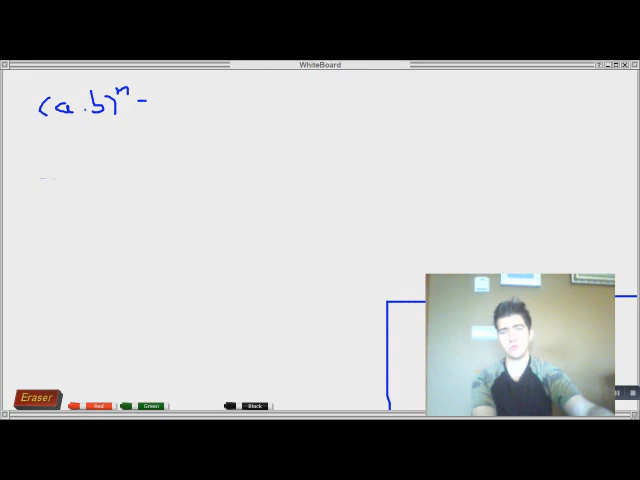 WhiteBoard
(a.b)^n =
Eraser
Red
Green
Black